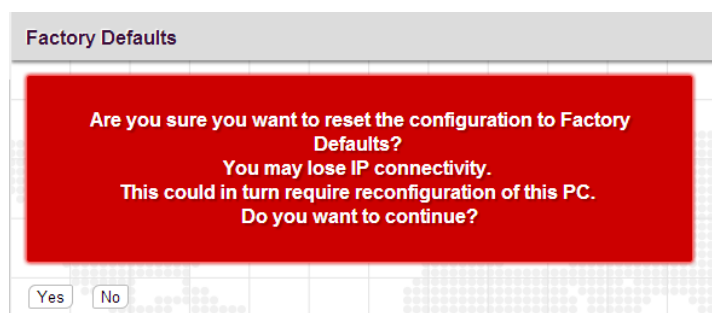 Factory Defaults
Are you sure you want to reset the configuration to Factory
Defaults?
You may lose IP connectivity.
This could in turn require reconfiguration of this PC.
Do you want to continue?
Yes No